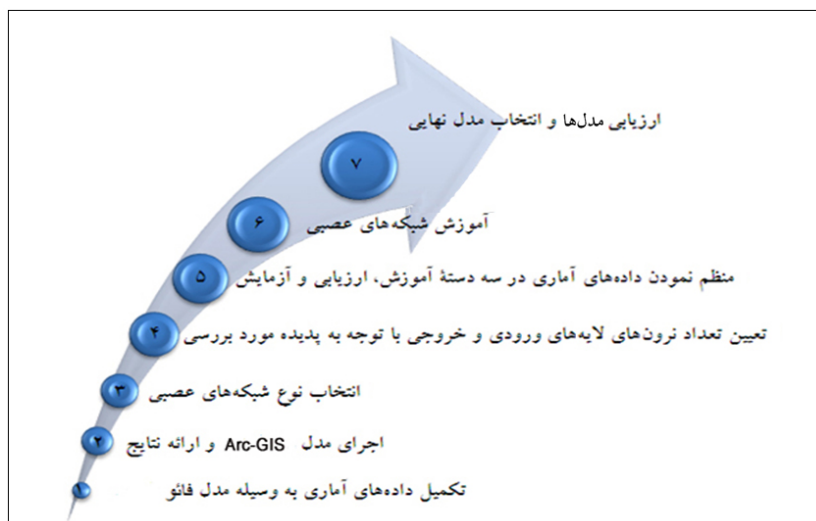 ارزیابی مدل‌ها و انتخاب مدل نهایی
۷
آموزش شبکه‌های عصبی
۶
منظم نمودن داده‌های آماری در سه دستۀ آموزش، ارزیابی و آزمایش
۵
تعیین تعداد نرون‌های لایه‌های ورودی و خروجی با توجه به پدیده مورد بررسی
۴
انتخاب نوع شبکه‌های عصبی
۳
اجرای مدل Arc-GIS و ارائه نتایج
۲
تکمیل داده‌های آماری به وسیله مدل فائو
۱